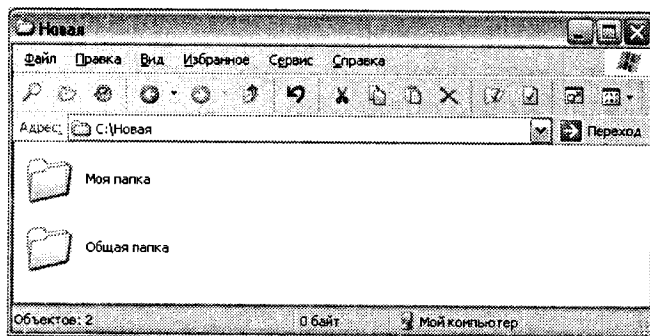 Новая
Файл Правка Вид Избранное Сервис Справка
Адрес: C:\Новая Переход
Моя папка
Общая папка
Объектов: 2 0 байт Мой компьютер